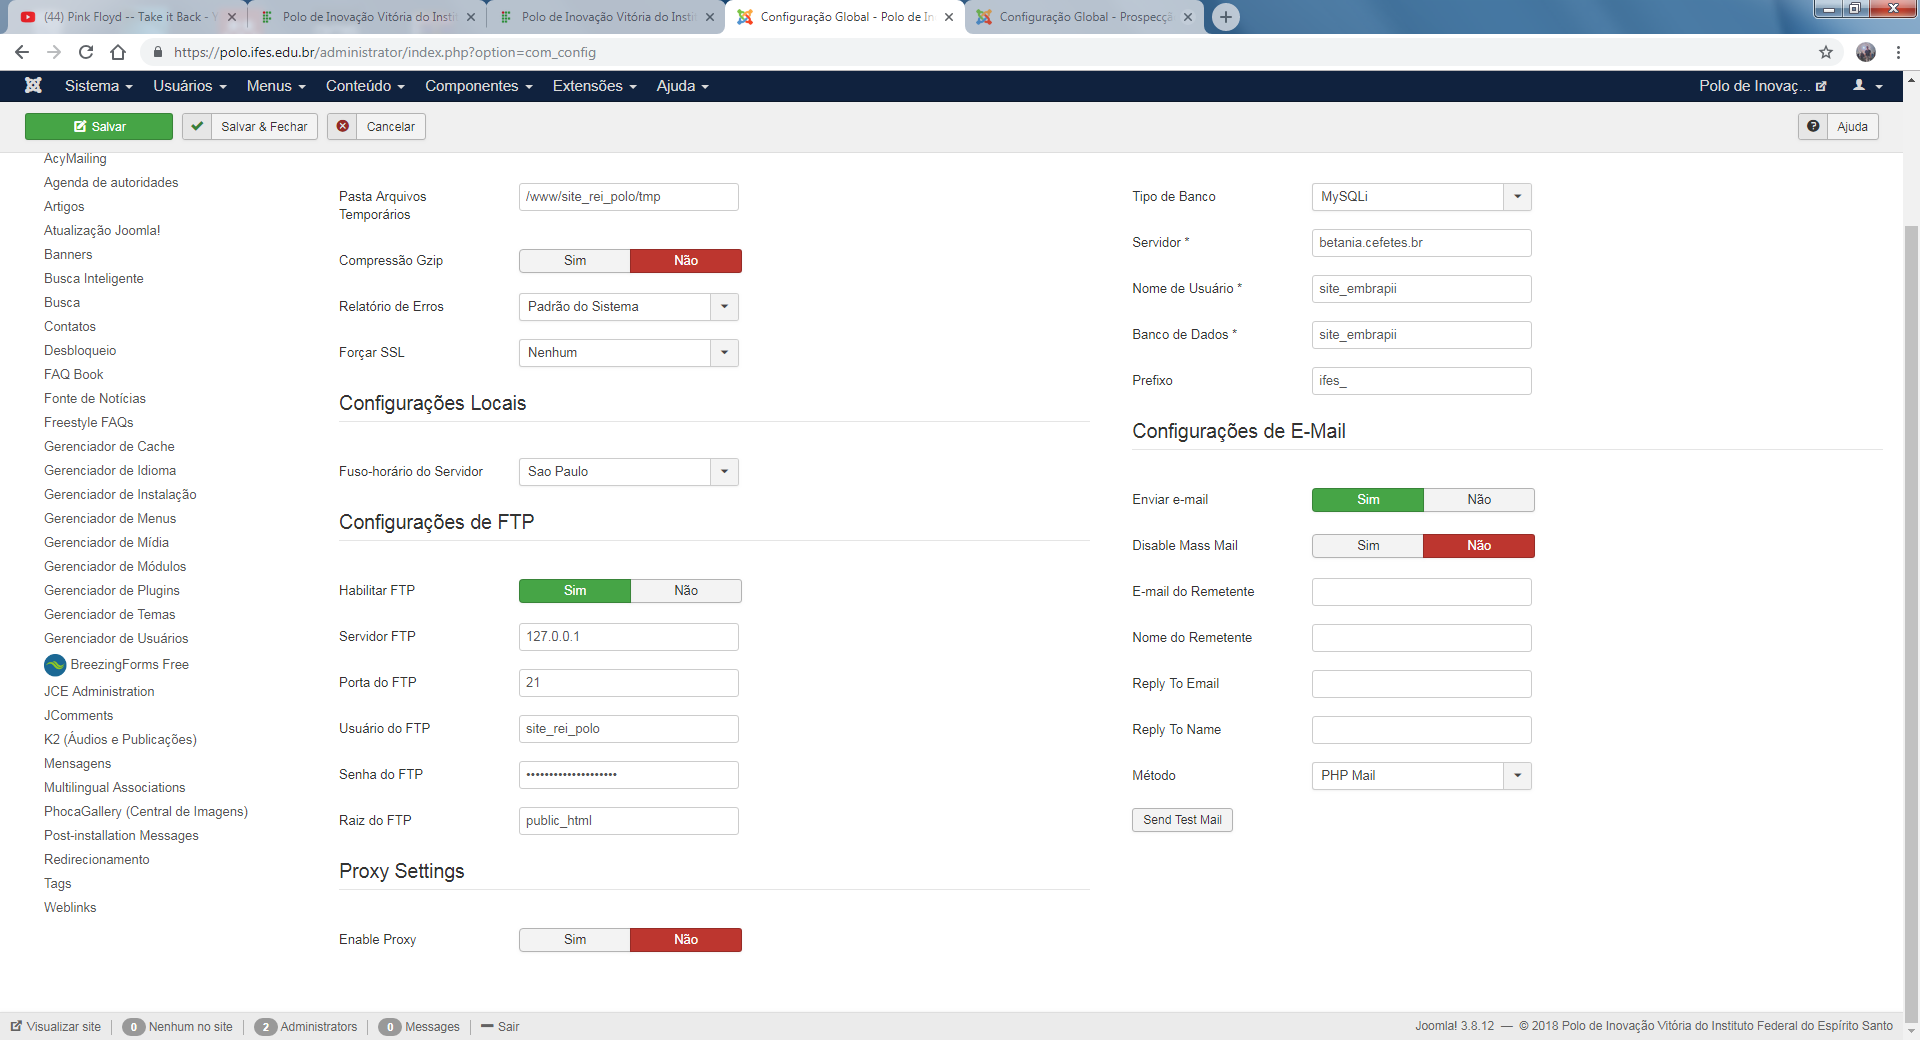 (44) Pink Floyd -- Take it Back - Y
Polo de Inovação Vitória do Instit
Polo de Inovação Vitória do Instit
Configuração Global - Polo de In
Configuração Global - Prospecçã
https://polo.ifes.edu.br/administrator/index.php?option=com_config
Sistema
Usuários
Menus
Conteúdo
Componentes
Extensões
Ajuda
Polo de Inovaç...
Salvar
Salvar & Fechar
Cancelar
Ajuda
AcyMailing
Agenda de autoridades
Artigos
Atualização Joomla!
Banners
Busca Inteligente
Busca
Contatos
Desbloqueio
FAQ Book
Fonte de Notícias
Freestyle FAQs
Gerenciador de Cache
Gerenciador de Idioma
Gerenciador de Instalação
Gerenciador de Menus
Gerenciador de Mídia
Gerenciador de Módulos
Gerenciador de Plugins
Gerenciador de Temas
Gerenciador de Usuários
BreezingForms Free
JCE Administration
JComments
K2 (Áudios e Publicações)
Mensagens
Multilingual Associations
PhocaGallery (Central de Imagens)
Post-installation Messages
Redirecionamento
Tags
Weblinks
Pasta Arquivos
Temporários
/www/site_rei_polo/tmp
Compressão Gzip
Sim Não
Relatório de Erros
Padrão do Sistema
Forçar SSL
Nenhum
Configurações Locais
Fuso-horário do Servidor
Sao Paulo
Configurações de FTP
Habilitar FTP
Sim Não
Servidor FTP
127.0.0.1
Porta do FTP
21
Usuário do FTP
site_rei_polo
Senha do FTP
••••••••••••••••••••
Raiz do FTP
public_html
Proxy Settings
Enable Proxy
Sim Não
Tipo de Banco
MySQLi
Servidor *
betania.cefetes.br
Nome de Usuário *
site_embrapii
Banco de Dados *
site_embrapii
Prefixo
ifes_
Configurações de E-Mail
Enviar e-mail
Sim Não
Disable Mass Mail
Sim Não
E-mail do Remetente
Nome do Remetente
Reply To Email
Reply To Name
Método
PHP Mail
Send Test Mail
Visualizar site
0 Nenhum no site
2 Administrators
0 Messages
Sair
Joomla! 3.8.12 — © 2018 Polo de Inovação Vitória do Instituto Federal do Espírito Santo